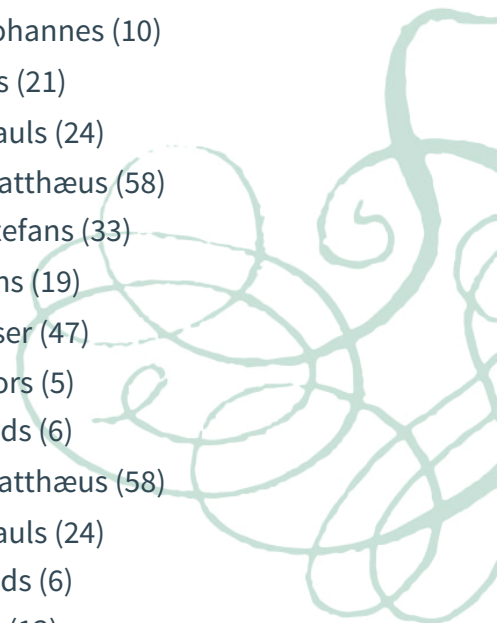 ohannes (10)
s (21)
auls (24)
atthæus (58)
tefans (33)
ns (19)
ser (47)
ors (5)
ds (6)
atthæus (58)
auls (24)
ds (6)